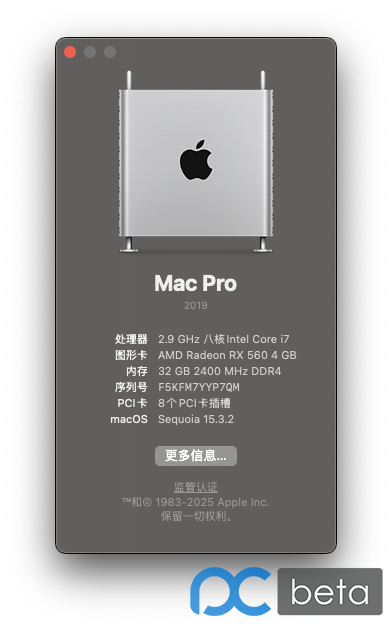 Mac Pro
2019
处理器 2.9 GHz 八核Intel Core i7
图形卡 AMD Radeon RX 560 4 GB
内存 32 GB 2400 MHz DDR4
序列号 F5KFM7YYP7QM
PCI卡 8个PCI卡插槽
macOS Sequoia 15.3.2
更多信息...
监管认证
™和© 1983-2025 Apple Inc.
保留一切权利。
pc beta